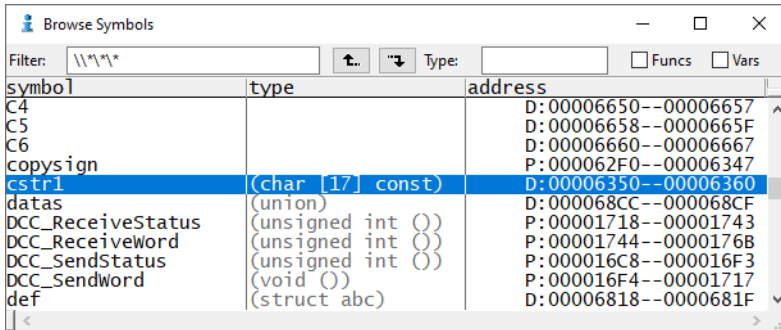 Browse Symbols
Filter: \\*\*\* Type: Funcs Vars
symbol type address
C4 D:00006650--00006657
C5 D:00006658--0000665F
C6 D:00006660--00006667
copysign P:000062F0--00006347
cstr1 (char [17] const) D:00006350--00006360
datas (union) D:000068CC--000068CF
DCC_ReceiveStatus (unsigned int ()) P:00001718--00001743
DCC_ReceiveWord (unsigned int ()) P:00001744--0000176B
DCC_SendStatus (unsigned int ()) P:000016C8--000016F3
DCC_SendWord (void ()) P:000016F4--00001717
def (struct abc) D:00006818--0000681F